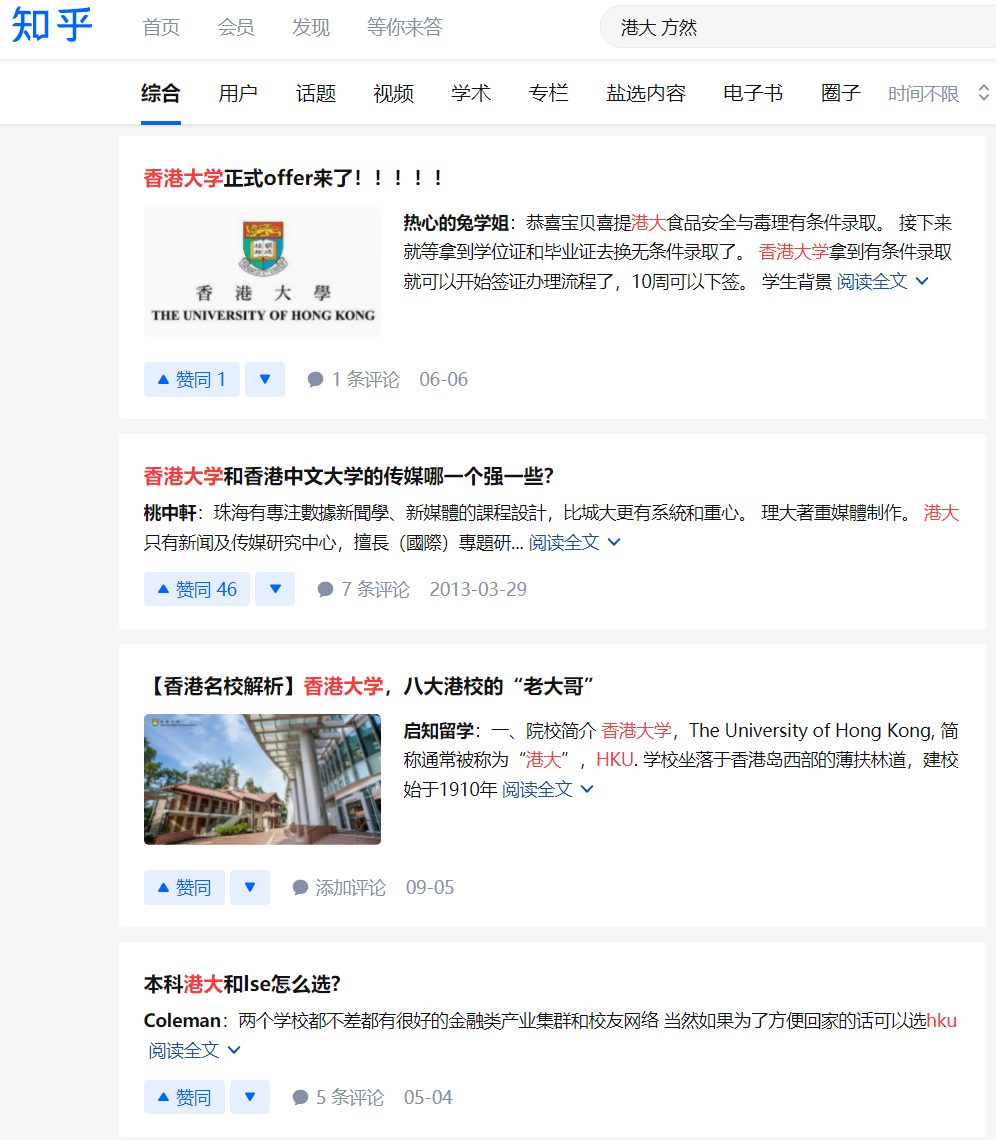 知乎 首页 会员 发现 等你来答 港大 方然
综合 用户 话题 视频 学术 专栏 盐选内容 电子书 圈子 时间不限
香港大学正式offer来了！！！！！
香港大學
THE UNIVERSITY OF HONG KONG
热心的兔学姐：恭喜宝贝喜提港大食品安全与毒理有条件录取。 接下来
就等拿到学位证和毕业证去换无条件录取了。 香港大学拿到有条件录取
就可以开始签证办理流程了，10周可以下签。 学生背景 阅读全文
赞同 1 1 条评论 06-06
香港大学和香港中文大学的传媒哪一个强一些？
桃中軒：珠海有專注數據新聞學、新媒體的課程設計，比城大更有系統和重心。 理大著重媒體制作。 港大
只有新闻及传媒研究中心，擅長（國際）專題研... 阅读全文
赞同 46 7 条评论 2013-03-29
【香港名校解析】香港大学，八大港校的“老大哥”
启知留学：一、院校简介 香港大学，The University of Hong Kong, 简
称通常被称为“港大”，HKU. 学校坐落于香港岛西部的薄扶林道，建校
始于1910年 阅读全文
赞同 添加评论 09-05
本科港大和lse怎么选？
Coleman：两个学校都不差都有很好的金融类产业集群和校友网络 当然如果为了方便回家的话可以选hku
阅读全文
赞同 5 条评论 05-04